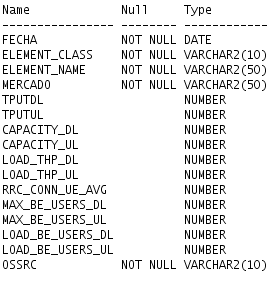 Name Null Type
--------------- -------- ------------
FECHA NOT NULL DATE
ELEMENT_CLASS NOT NULL VARCHAR2(10)
ELEMENT_NAME NOT NULL VARCHAR2(50)
MERCADO NOT NULL VARCHAR2(50)
TPUTDL NUMBER
TPUTUL NUMBER
CAPACITY_DL NUMBER
CAPACITY_UL NUMBER
LOAD_THP_DL NUMBER
LOAD_THP_UL NUMBER
RRC_CONN_UE_AVG NUMBER
MAX_BE_USERS_DL NUMBER
MAX_BE_USERS_UL NUMBER
LOAD_BE_USERS_DL NUMBER
LOAD_BE_USERS_UL NUMBER
OSSRC NOT NULL VARCHAR2(10)